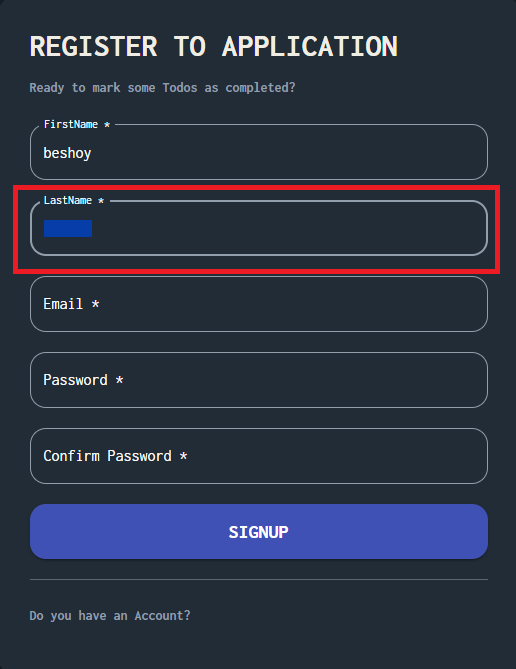 REGISTER TO APPLICATION
Ready to mark some Todos as completed?
FirstName *
beshoy
LastName *
Email *
Password *
Confirm Password *
SIGNUP
Do you have an Account?